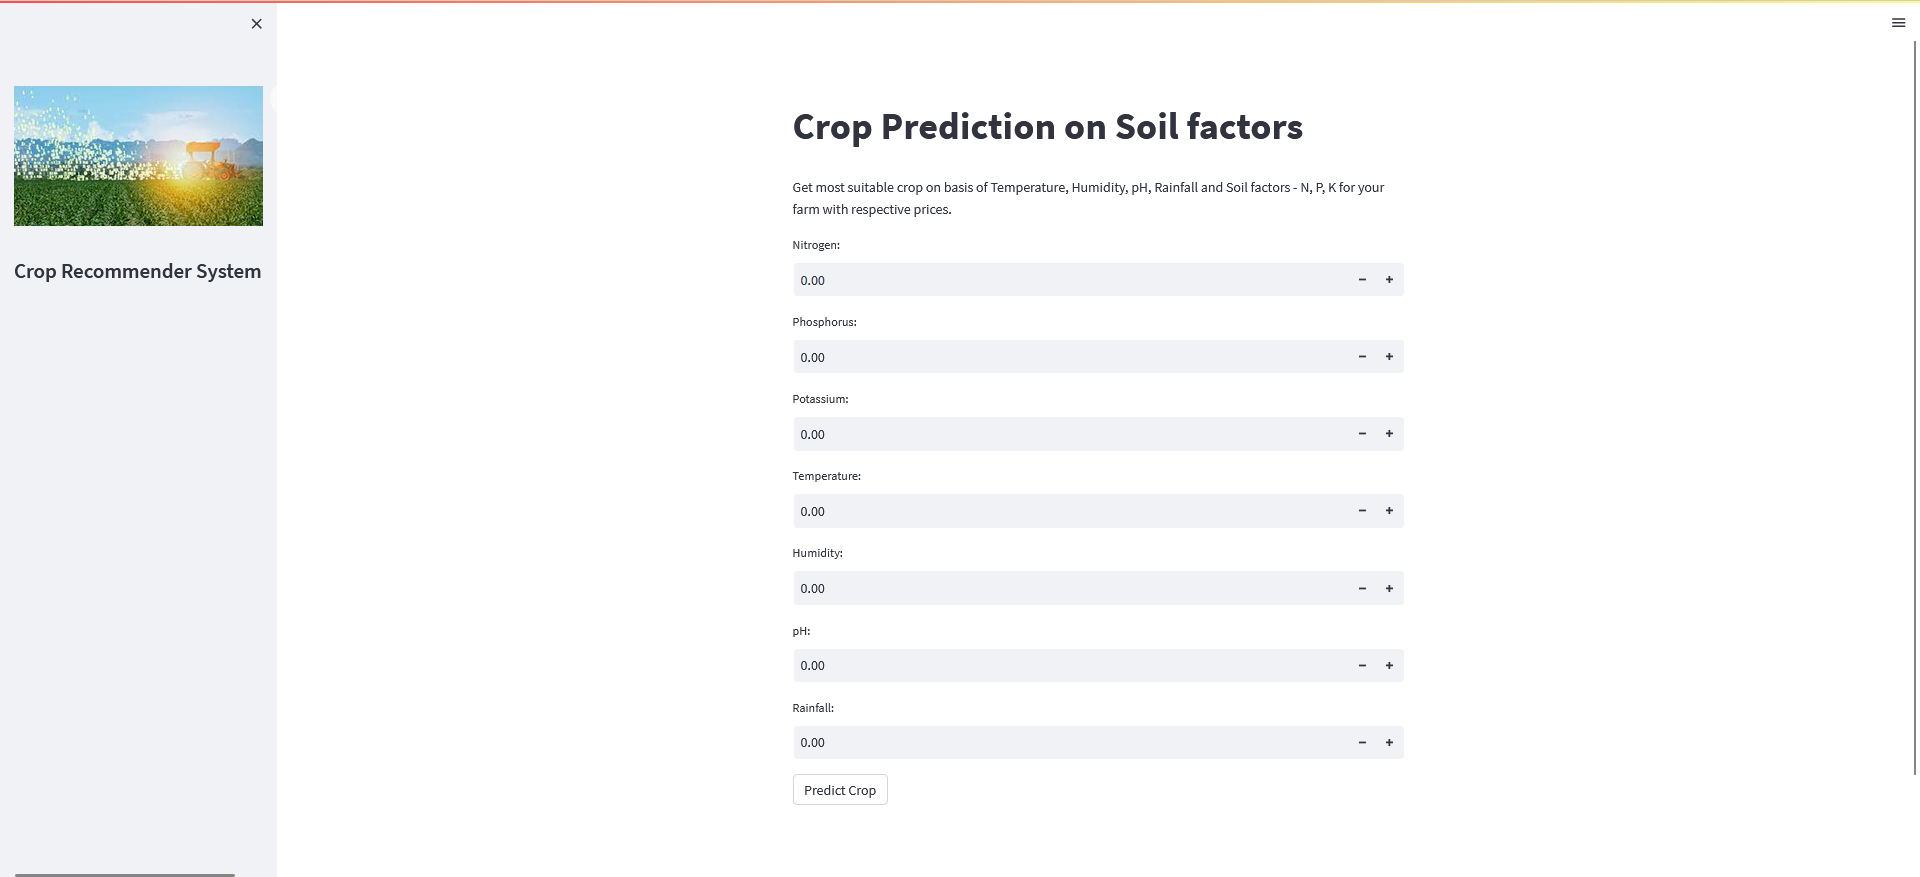 Crop Recommender System
Crop Prediction on Soil factors
Get most suitable crop on basis of Temperature, Humidity, pH, Rainfall and Soil factors - N, P, K for your
farm with respective prices.
Nitrogen:
0.00
Phosphorus:
0.00
Potassium:
0.00
Temperature:
0.00
Humidity:
0.00
pH:
0.00
Rainfall:
0.00
Predict Crop